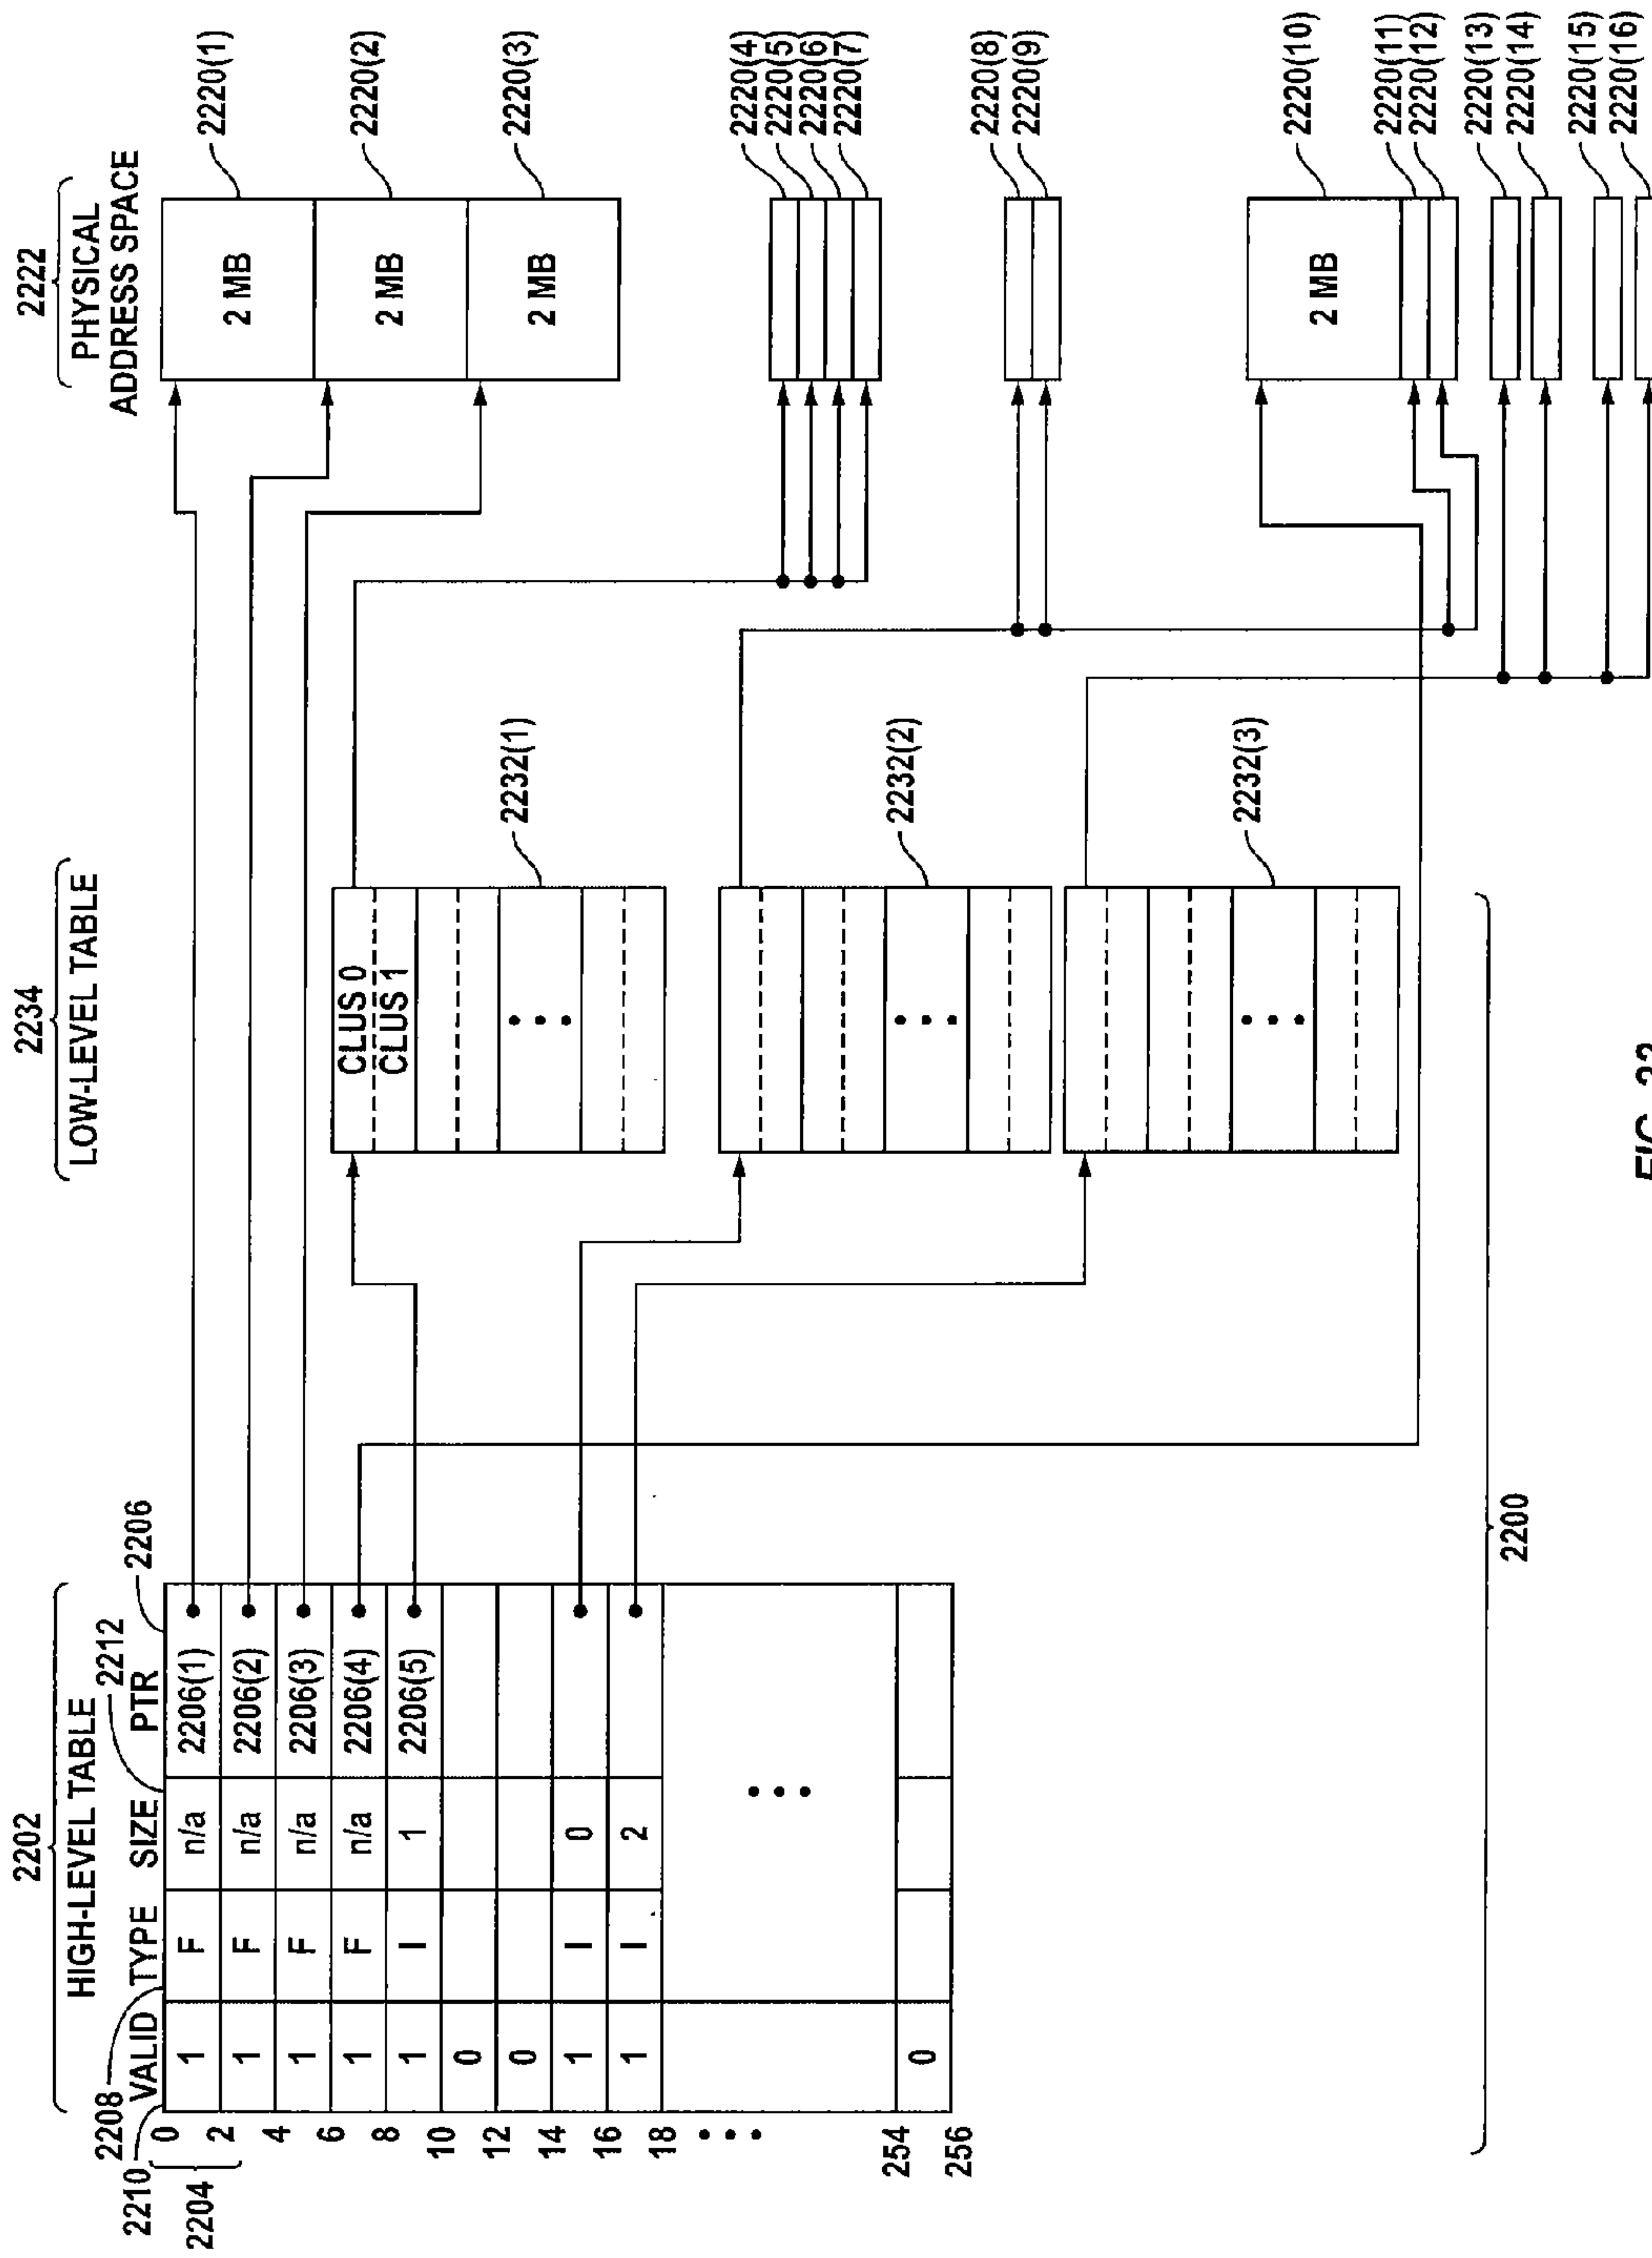 2202
HIGH-LEVEL TABLE
2210
2208
VALID TYPE SIZE PTR
2212
2206
2204
0
1 F n/a 2206(1)
2
1 F n/a 2206(2)
4
1 F n/a 2206(3)
6
1 F n/a 2206(4)
8
1 I 1 2206(5)
10
0
12
0
14
1 I 0
16
1 I 2
18
254
0
256
2234
LOW-LEVEL TABLE
CLUS 0
CLUS 1
2232(1)
2232(2)
2232(3)
2222
PHYSICAL
ADDRESS SPACE
2 MB
2220(1)
2 MB
2220(2)
2 MB
2220(3)
2220(4)
2220(5)
2220(6)
2220(7)
2220(8)
2220(9)
2 MB
2220(10)
2220(11)
2220(12)
2220(13)
2220(14)
2220(15)
2220(16)
2200